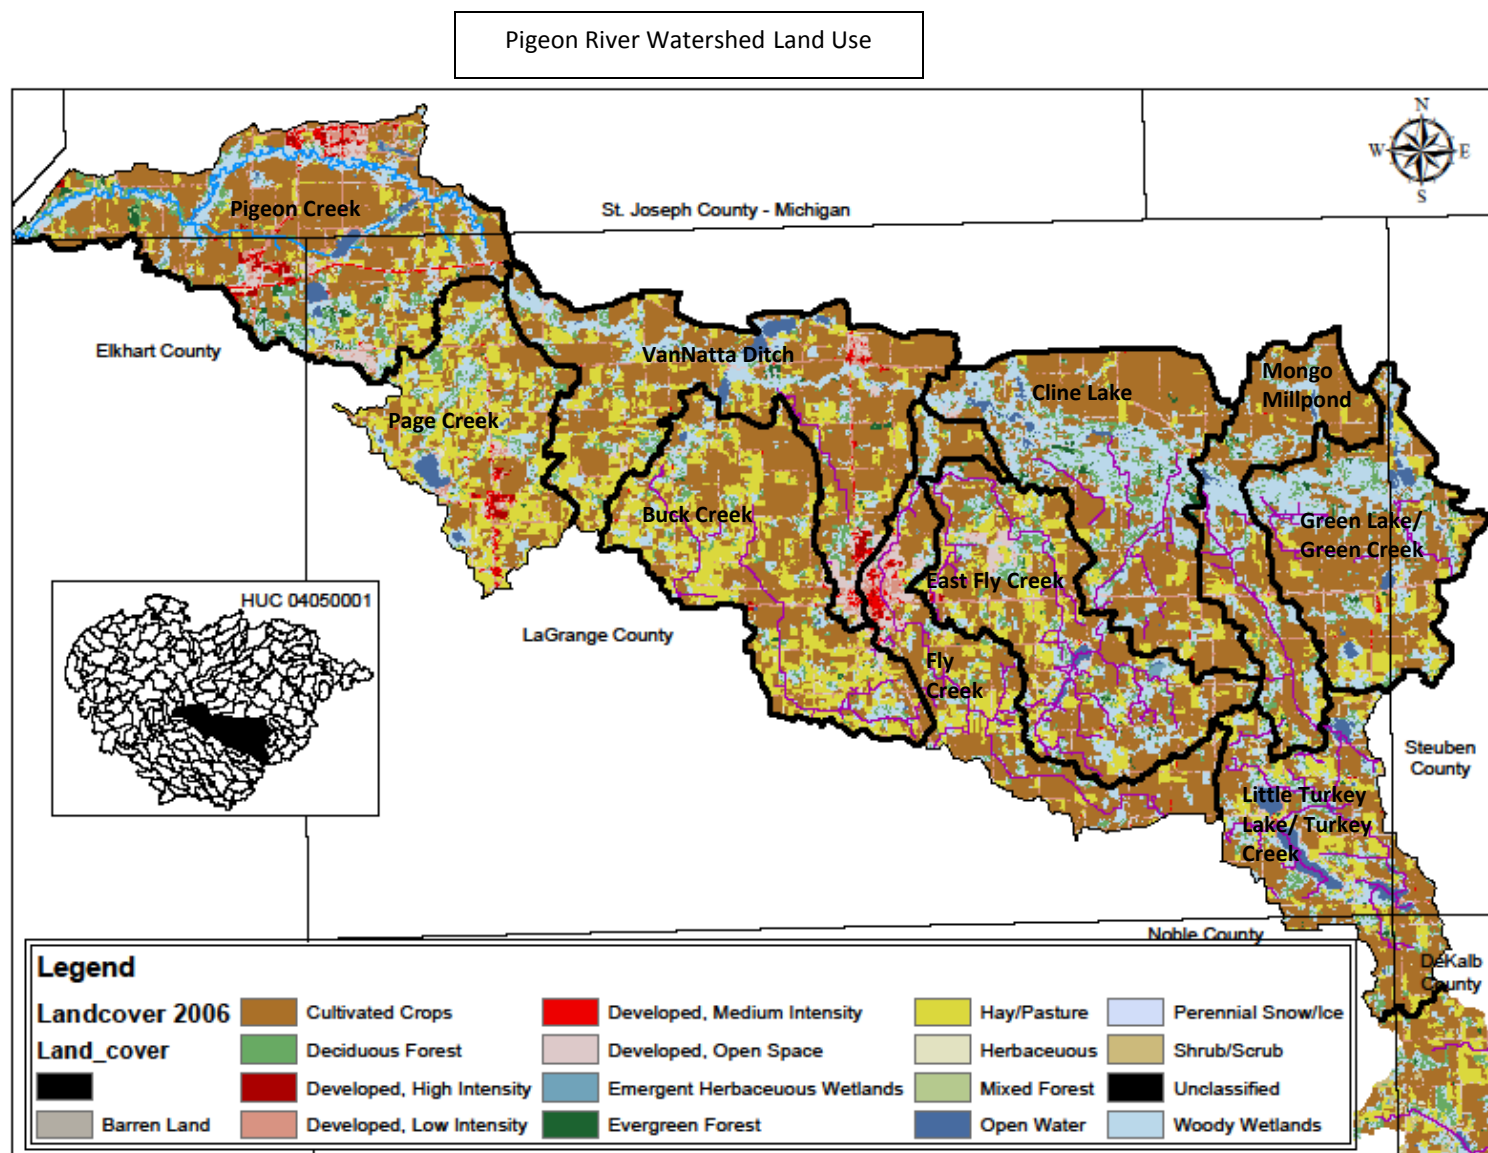 Pigeon River Watershed Land Use
N
W E
S
Pigeon Creek
St. Joseph County - Michigan
Elkhart County
VanNatta Ditch
Mongo
Millpond
Cline Lake
Page Creek
Buck Creek
Green Lake/
Green Creek
East Fly Creek
HUC 04050001
LaGrange County
Fly
Creek
Steuben
County
Little Turkey
Lake/ Turkey
Creek
Noble County
DeKalb
County
Legend
Landcover 2006
Land_cover
Barren Land
Cultivated Crops
Deciduous Forest
Developed, High Intensity
Developed, Low Intensity
Developed, Medium Intensity
Developed, Open Space
Emergent Herbaceuous Wetlands
Evergreen Forest
Hay/Pasture
Herbaceuous
Mixed Forest
Open Water
Perennial Snow/Ice
Shrub/Scrub
Unclassified
Woody Wetlands